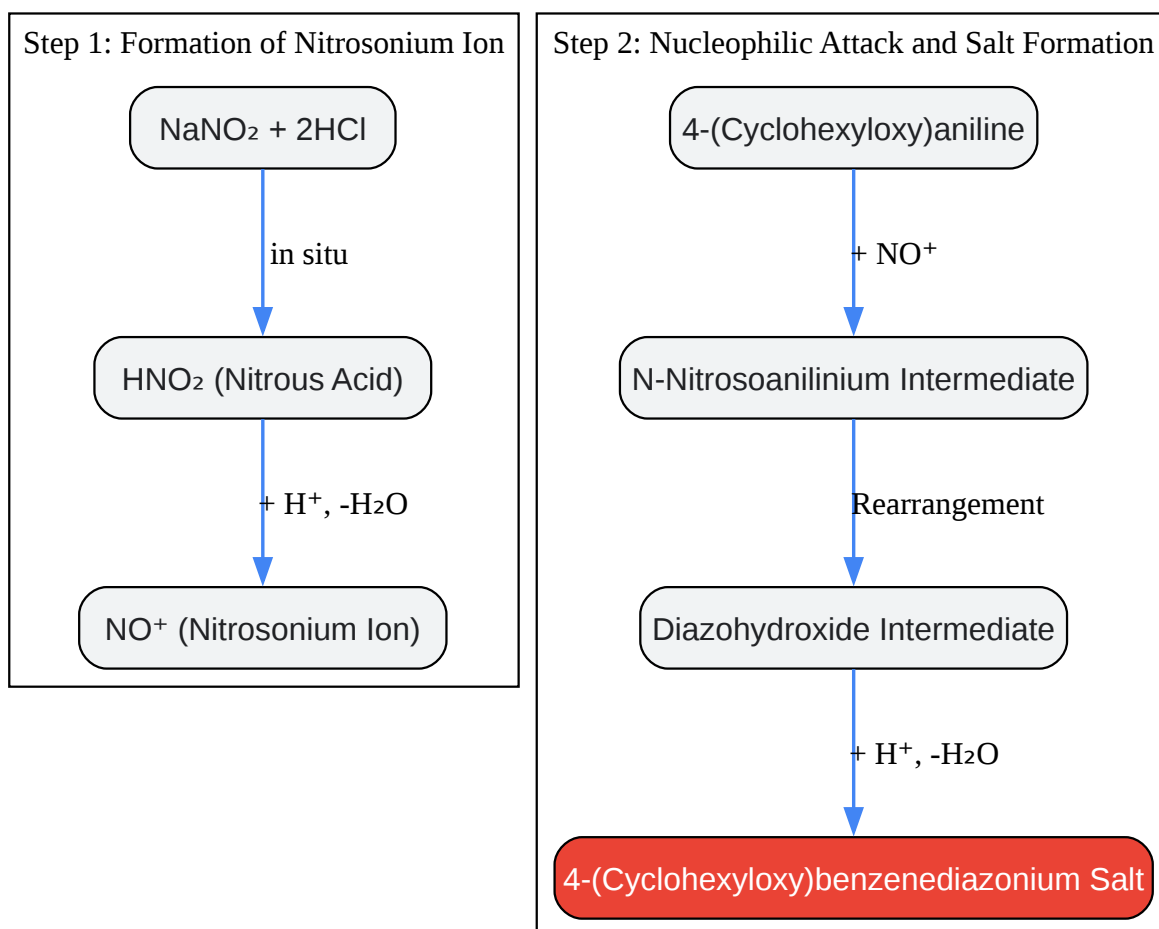 Step 1: Formation of Nitrosonium Ion
NaNO₂ + 2HCl
in situ
HNO₂ (Nitrous Acid)
+ H⁺, -H₂O
NO⁺ (Nitrosonium Ion)
Step 2: Nucleophilic Attack and Salt Formation
4-(Cyclohexyloxy)aniline
+ NO⁺
N-Nitrosoanilinium Intermediate
Rearrangement
Diazohydroxide Intermediate
+ H⁺, -H₂O
4-(Cyclohexyloxy)benzenediazonium Salt